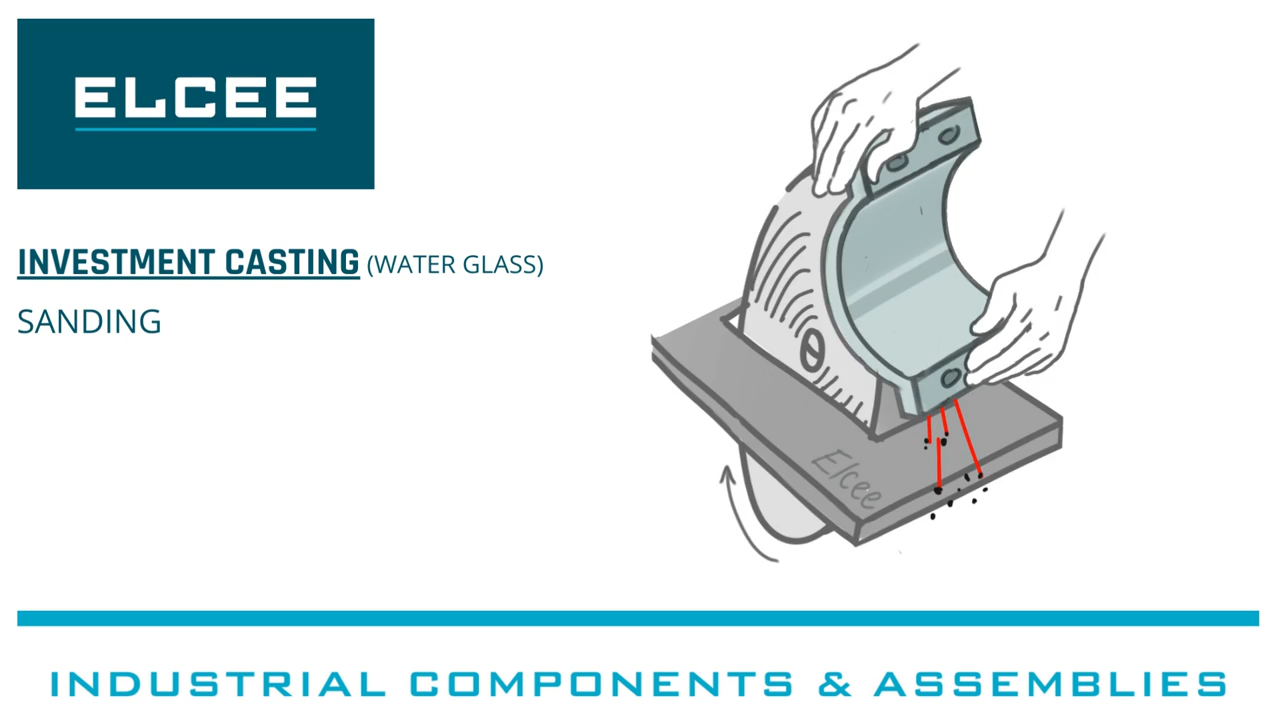 ELCEE
INVESTMENT CASTING (WATER GLASS)
SANDING
Elcee
INDUSTRIAL COMPONENTS & ASSEMBLIES